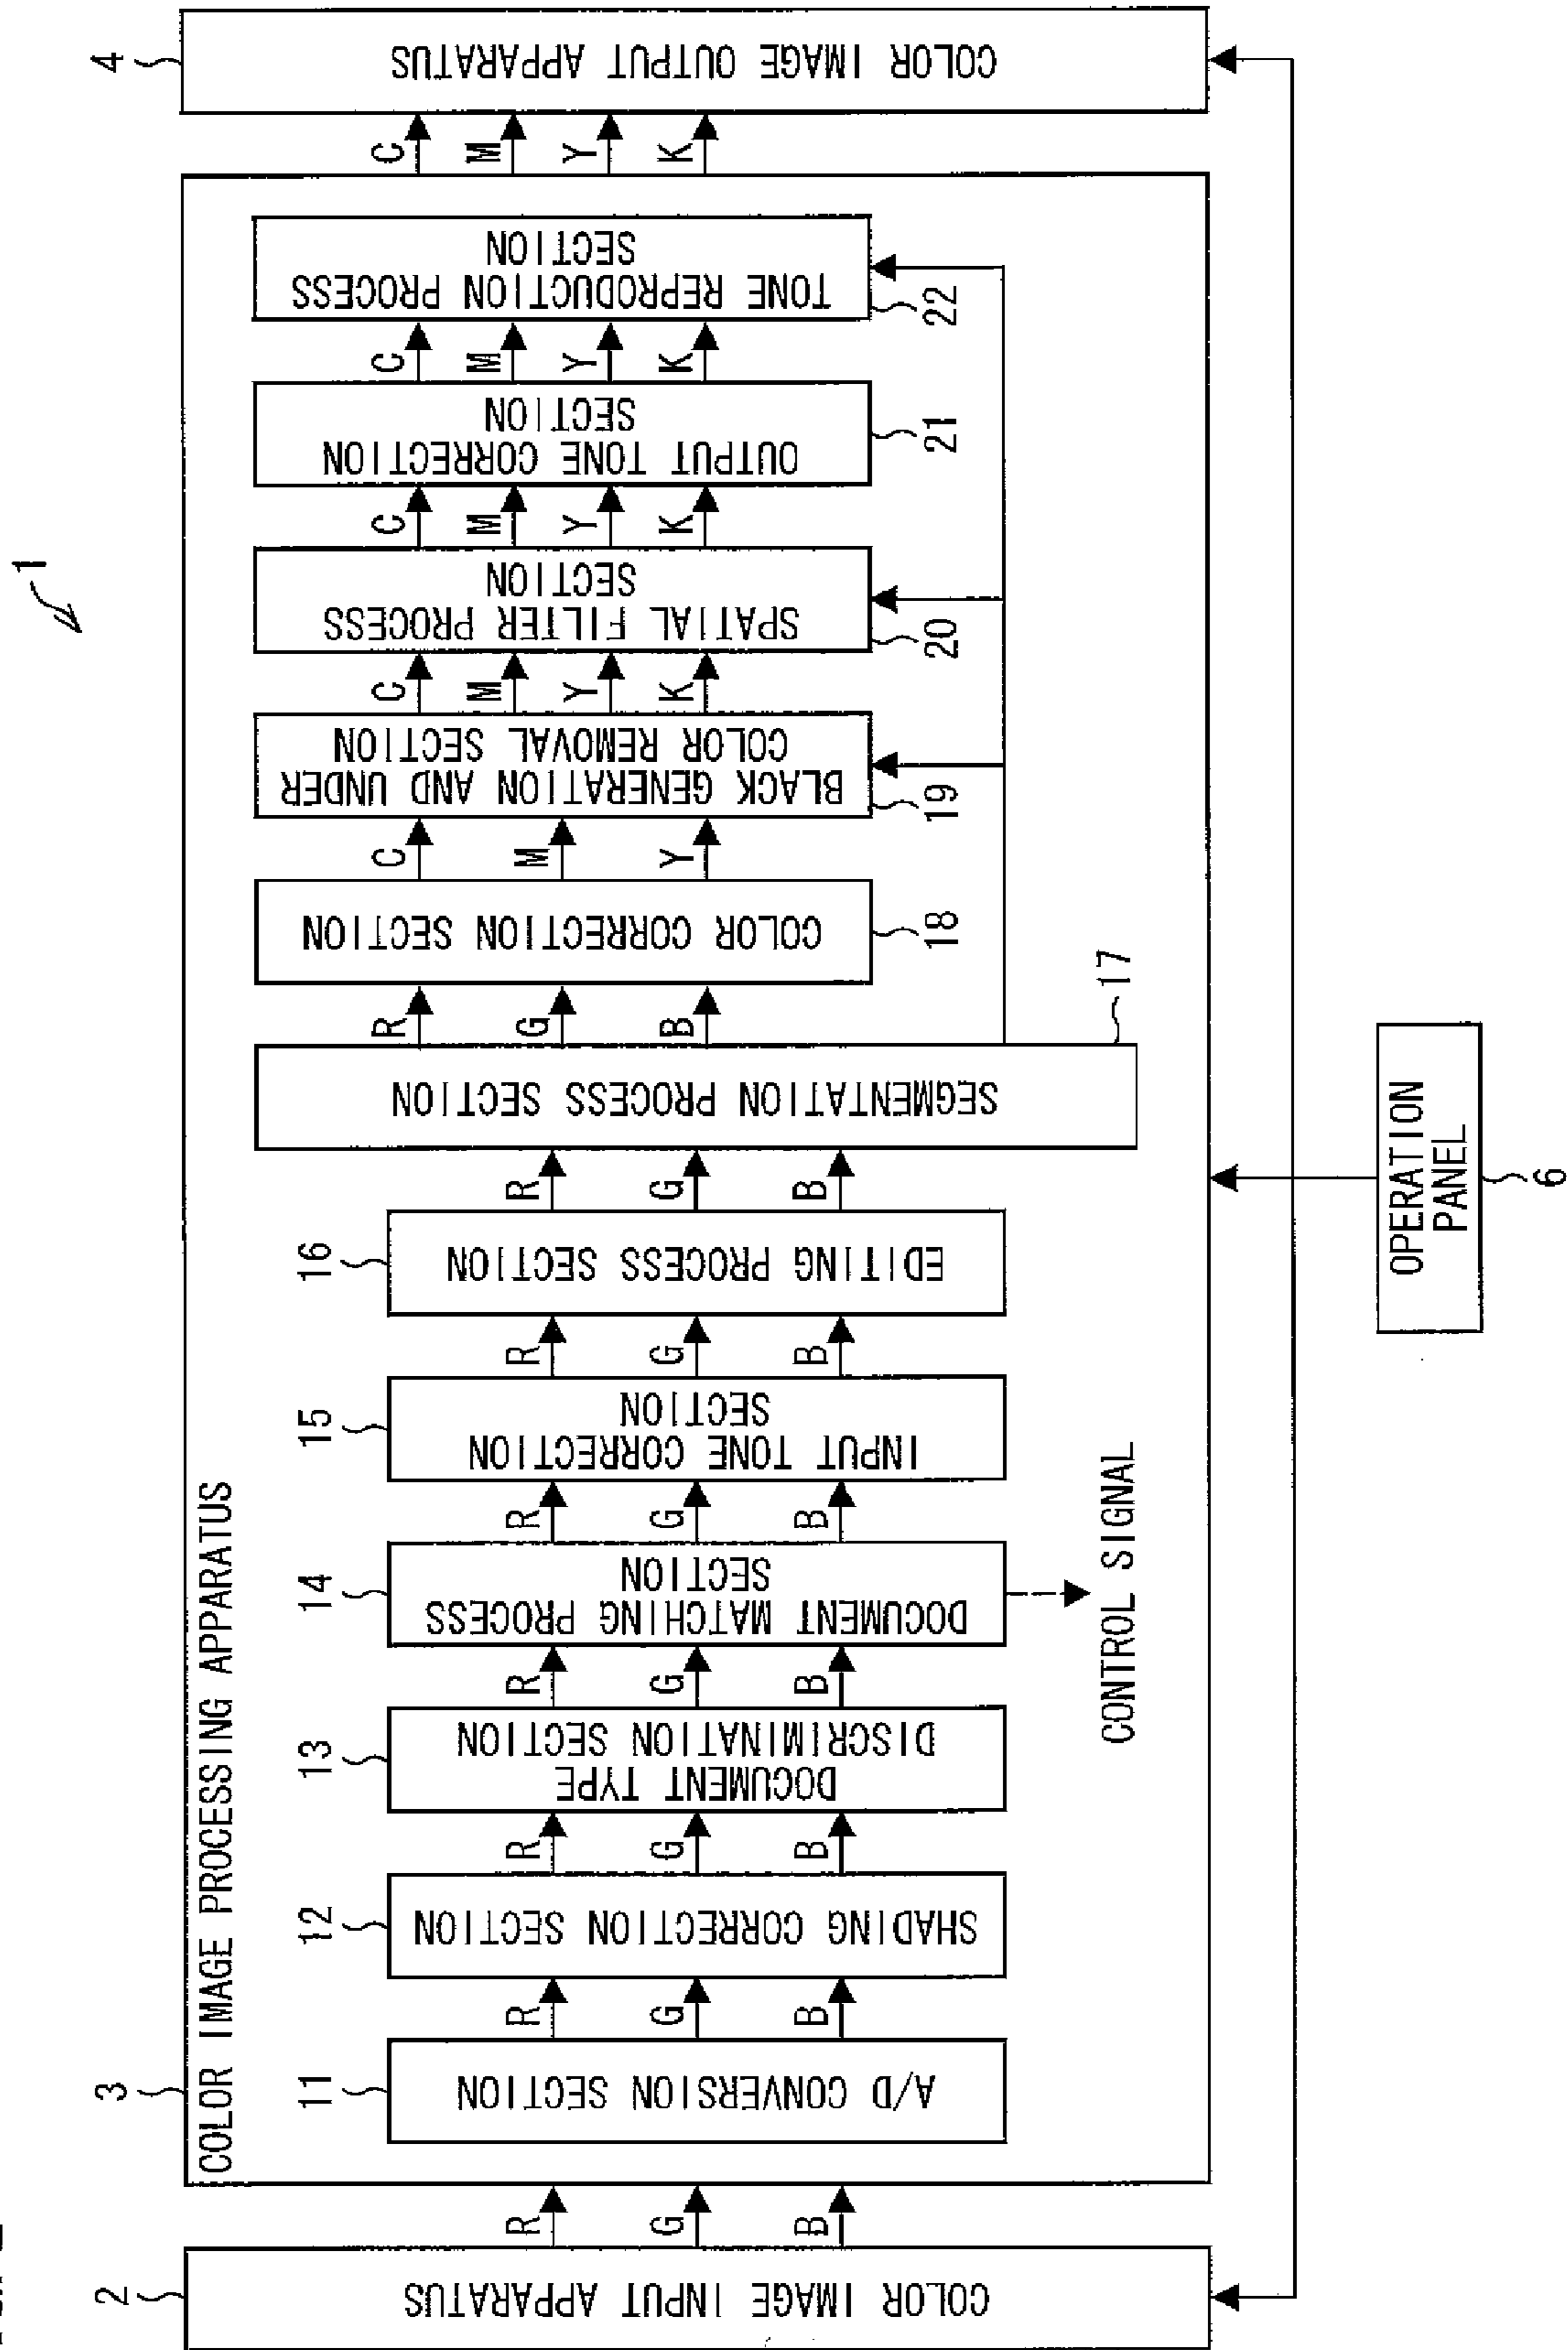 1
2
COLOR IMAGE INPUT APPARATUS
R
G
B
3
COLOR IMAGE PROCESSING APPARATUS
11
A/D CONVERSION SECTION
R
G
B
12
SHADING CORRECTION SECTION
R
G
B
13
DOCUMENT TYPE
DISCRIMINATION SECTION
R
G
B
14
DOCUMENT MATCHING PROCESS
SECTION
CONTROL SIGNAL
R
G
B
15
INPUT TONE CORRECTION
SECTION
R
G
B
16
EDITING PROCESS SECTION
R
G
B
SEGMENTATION PROCESS SECTION
17
R
G
B
COLOR CORRECTION SECTION
18
C
M
Y
BLACK GENERATION AND UNDER
COLOR REMOVAL SECTION
19
C
M
Y
K
SPATIAL FILTER PROCESS
SECTION
20
C
M
Y
K
OUTPUT TONE CORRECTION
SECTION
21
C
M
Y
K
TONE REPRODUCTION PROCESS
SECTION
22
C
M
Y
K
4
COLOR IMAGE OUTPUT APPARATUS
OPERATION
PANEL
6